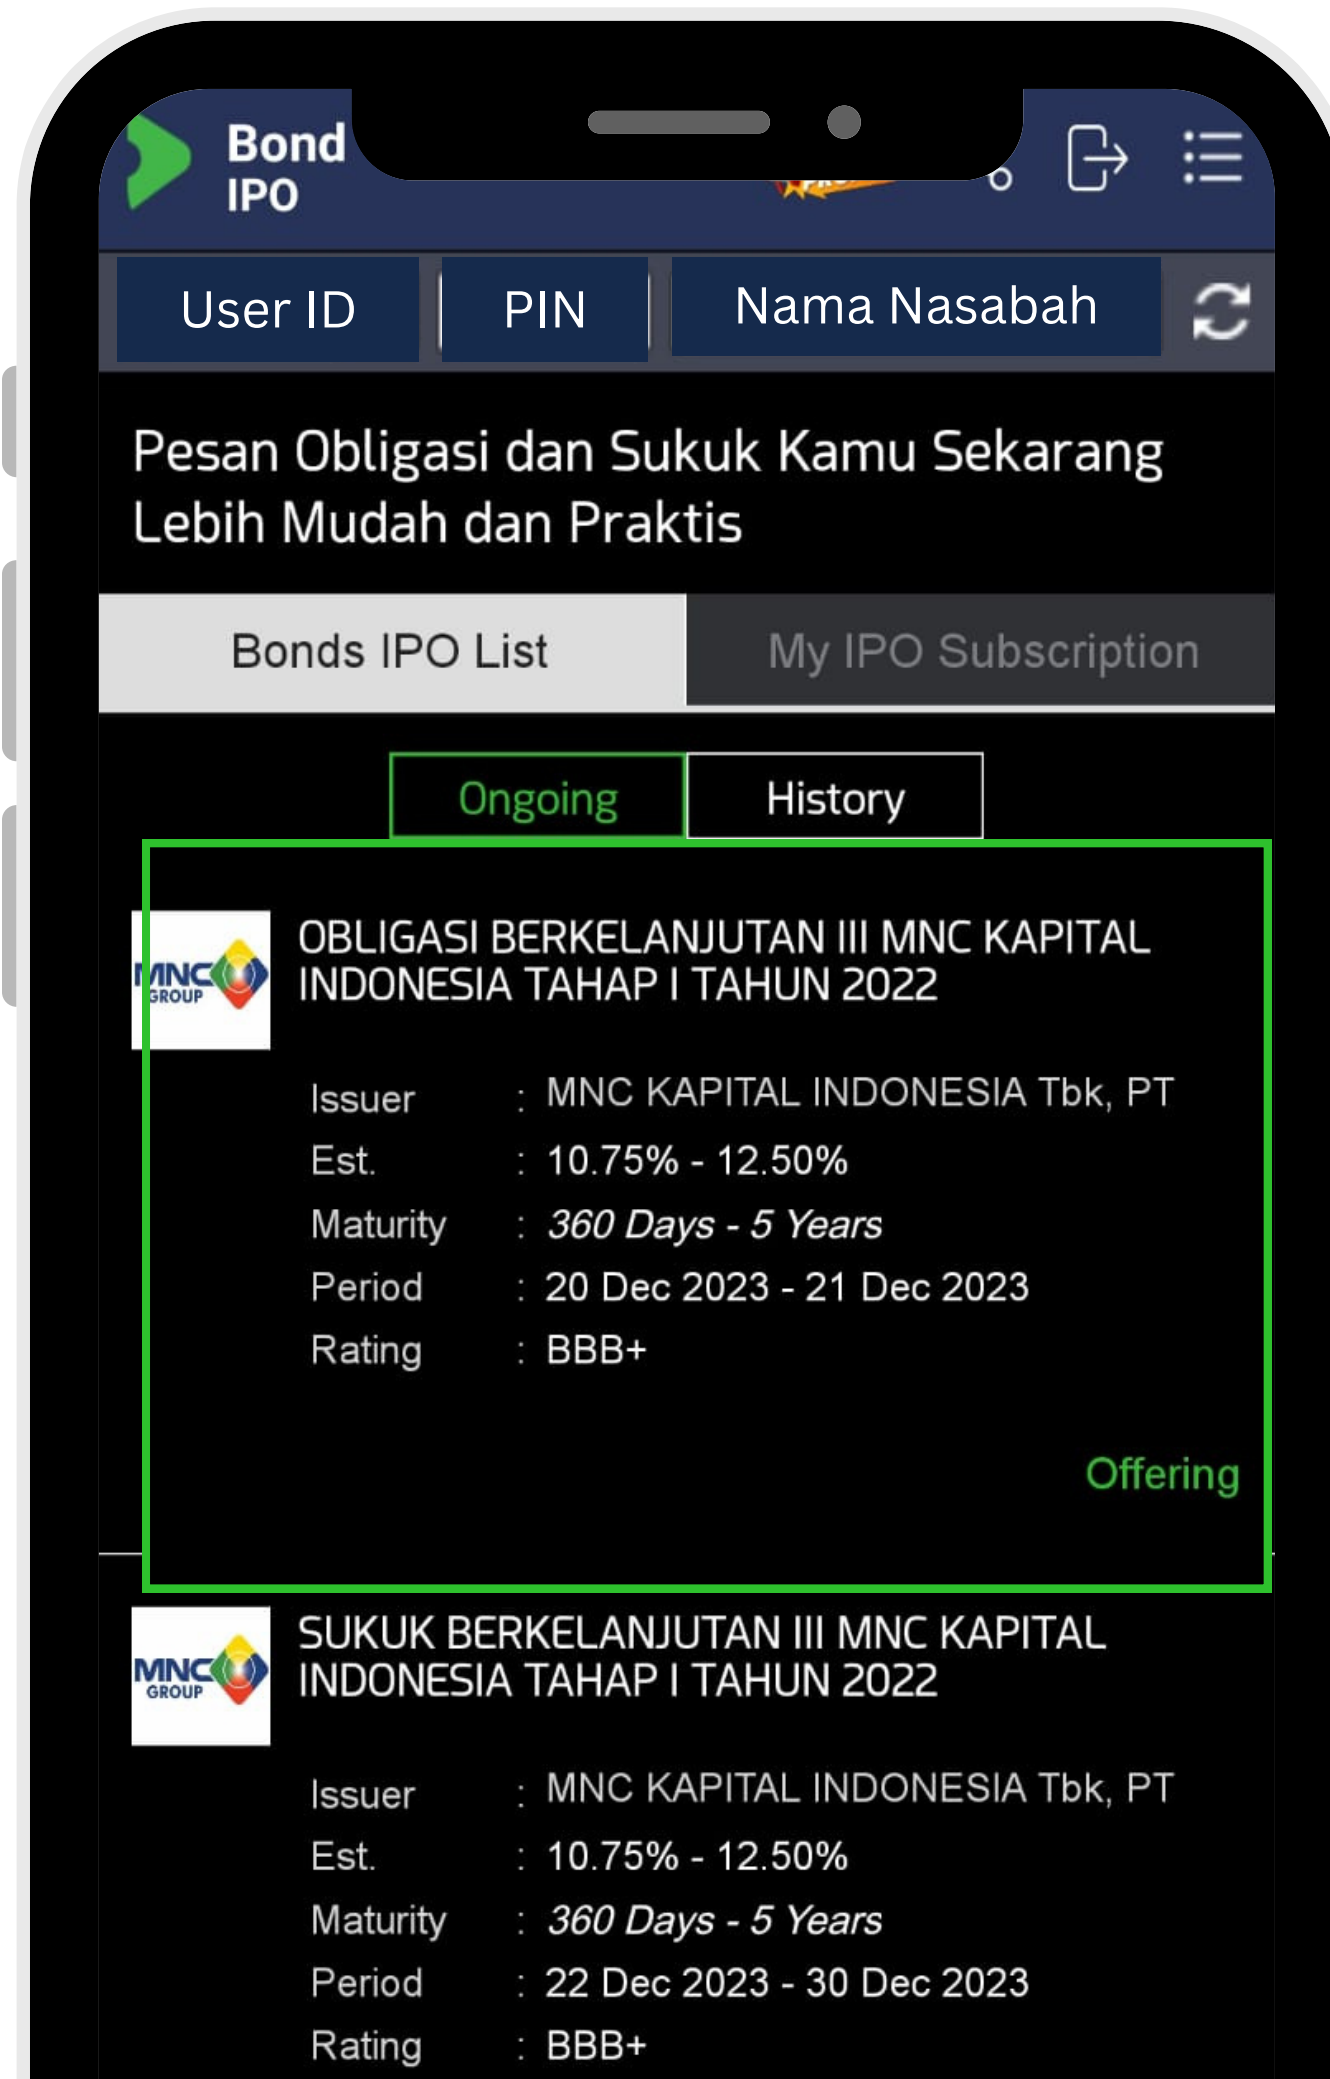 Bond
IPO
User ID
PIN
Nama Nasabah
Pesan Obligasi dan Sukuk Kamu Sekarang
Lebih Mudah dan Praktis
Bonds IPO List
My IPO Subscription
Ongoing
History
MNC
GROUP
OBLIGASI BERKELANJUTAN III MNC KAPITAL
INDONESIA TAHAP I TAHUN 2022
Issuer : MNC KAPITAL INDONESIA Tbk, PT
Est. : 10.75% - 12.50%
Maturity : 360 Days - 5 Years
Period : 20 Dec 2023 - 21 Dec 2023
Rating : BBB+
Offering
MNC
GROUP
SUKUK BERKELANJUTAN III MNC KAPITAL
INDONESIA TAHAP I TAHUN 2022
Issuer : MNC KAPITAL INDONESIA Tbk, PT
Est. : 10.75% - 12.50%
Maturity : 360 Days - 5 Years
Period : 22 Dec 2023 - 30 Dec 2023
Rating : BBB+